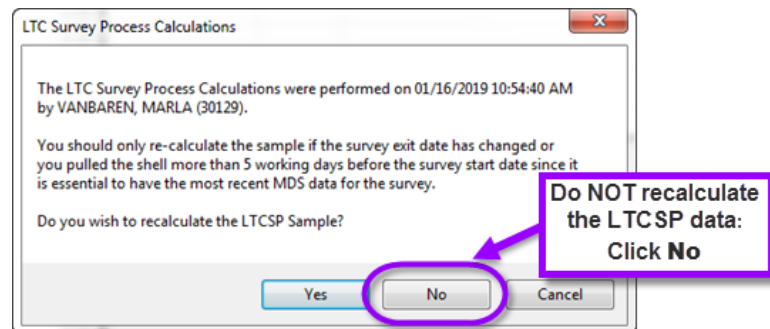 LTC Survey Process Calculations
The LTC Survey Process Calculations were performed on 01/16/2019 10:54:40 AM
by VANBAREN, MARLA (30129).
You should only re-calculate the sample if the survey exit date has changed or
you pulled the shell more than 5 working days before the survey start date since it
is essential to have the most recent MDS data for the survey.
Do you wish to recalculate the LTCSP Sample?
Do NOT recalculate
the LTCSP data:
Click No
Yes
No
Cancel